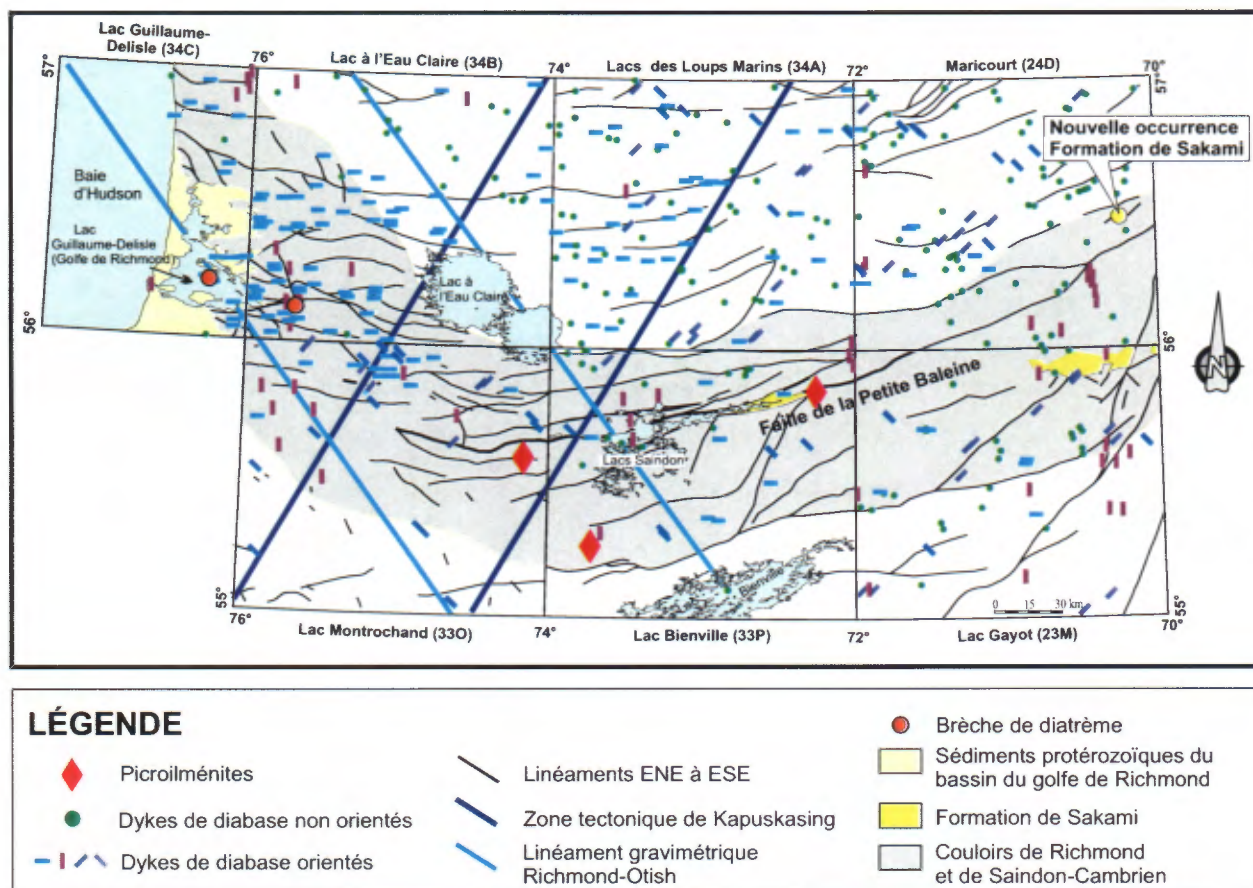 Lac Guillaume-
Delisle (34C)
76°
Lac à l'Eau Claire (34B)
74°
Lacs des Loups Marins (34A)
72°
Maricourt (24D)
70°
57°
57°
Nouvelle occurrence
Formation de Sakami
Baie
d'Hudson
Lac
Guillaume-Delisle
(Golfe de Richmond)
Lac à
l'Eau Claire
56°
56°
Faille de la Petite Baleine
N
Lacs Saindon
Bienville
55°
0 15 30 km
55°
76°
Lac Montrochand (33O)
74°
Lac Bienville (33P)
72°
Lac Gayot (23M)
70°
LÉGENDE
Picroilménites
Dykes de diabase non orientés
Dykes de diabase orientés
Linéaments ENE à ESE
Zone tectonique de Kapuskasing
Linéament gravimétrique
Richmond-Otish
Brèche de diatrème
Sédiments protérozoïques du
bassin du golfe de Richmond
Formation de Sakami
Couloirs de Richmond
et de Saindon-Cambrien